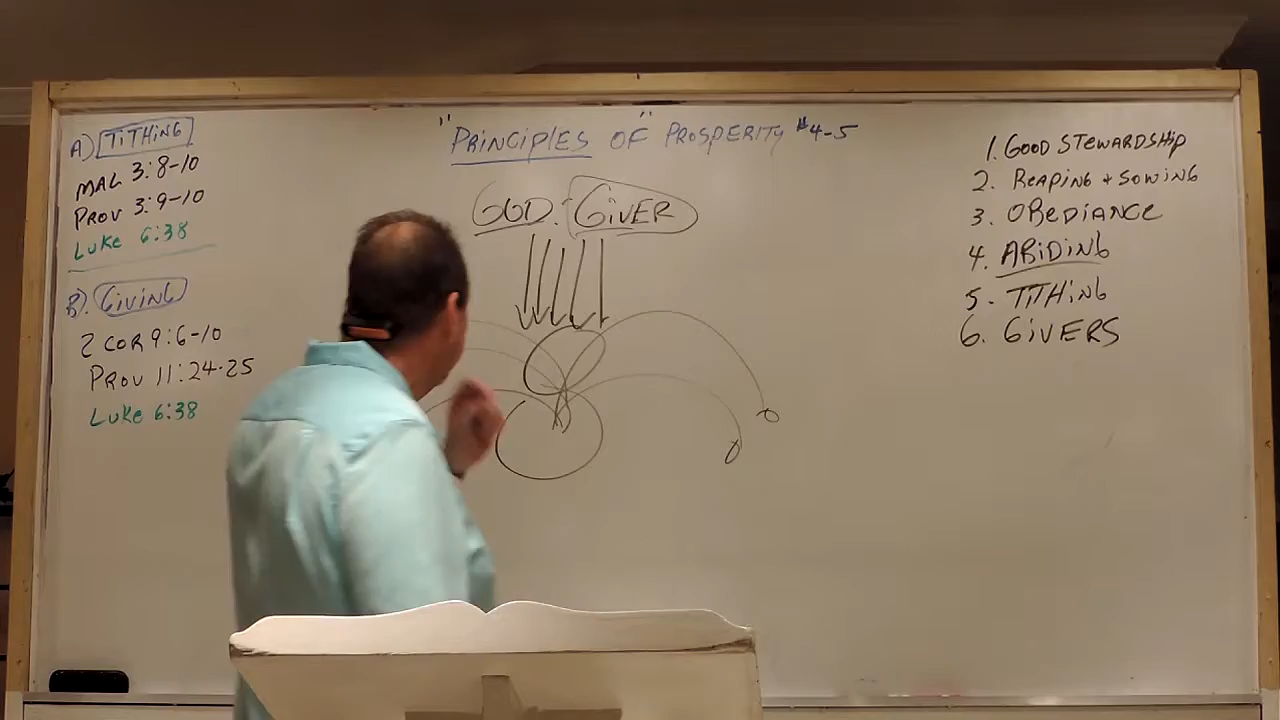 A) TITHING
MAL 3:8-10
PROV 3:9-10
Luke 6:38
B). GIVING
2 COR 9:6-10
PROV 11:24-25
Luke 6:38
"PRINCIPLES OF" PROSPERITY #4-5
GOD: GIVER
1. GOOD STEWARDSHIP
2. REAPING + SOWING
3. OBEDIANCE
4. ABIDING
5. TITHING
6. GIVERS